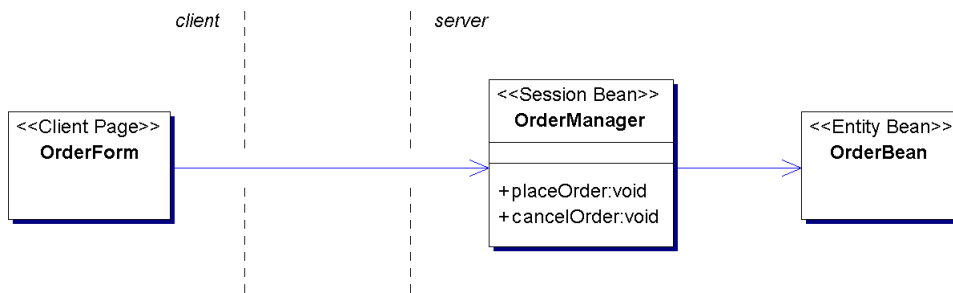 client
server
<<Client Page>>
OrderForm
<<Session Bean>>
OrderManager
+placeOrder:void
+cancelOrder:void
<<Entity Bean>>
OrderBean